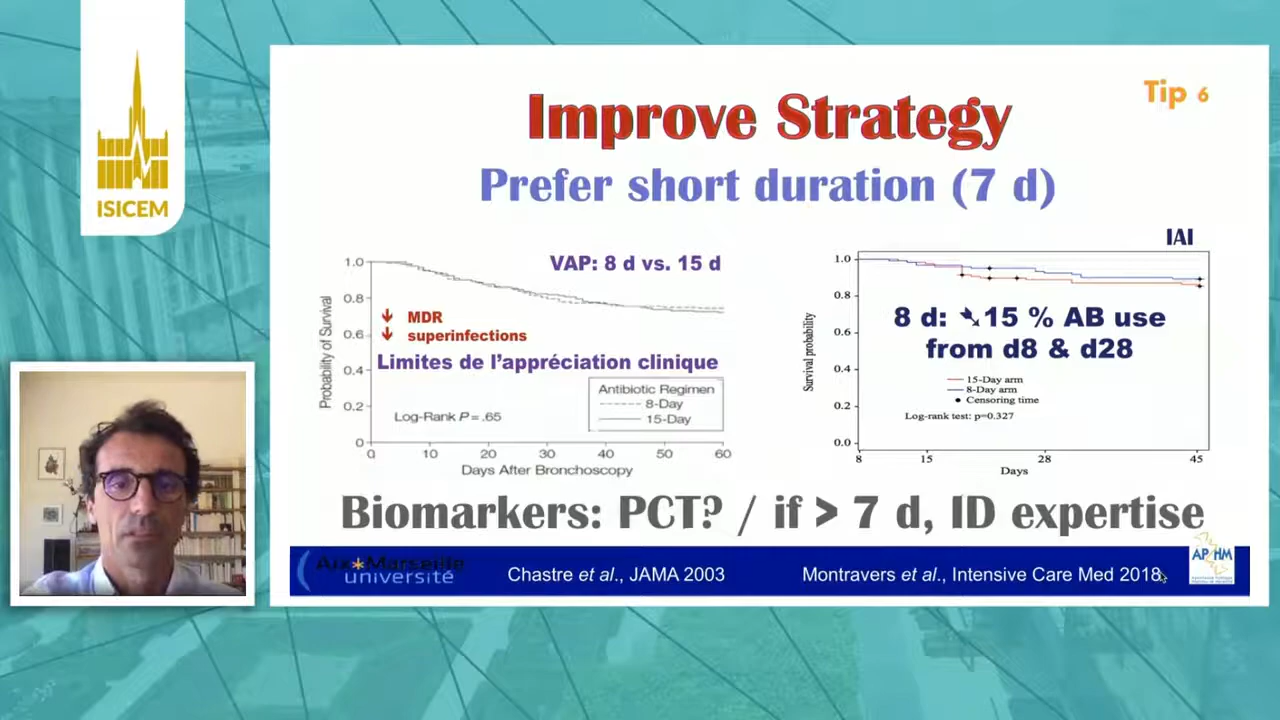 ISICEM
Tip 6
Improve Strategy
Prefer short duration (7 d)
VAP: 8 d vs. 15 d
Probability of Survival
1.0
0.8
0.6
0.4
0.2
0
MDR
superinfections
Limites de l’appréciation clinique
Antibiotic Regimen
8-Day
15-Day
Log-Rank P=.65
0 10 20 30 40 50 60
Days After Bronchoscopy
IAI
Survival probability
1.0
0.8
0.6
0.4
0.2
0.0
8 d: ➘15 % AB use
from d8 & d28
15-Day arm
8-Day arm
Censoring time
Log-rank test: p=0.327
8 15 28 45
Days
Biomarkers: PCT? / if > 7 d, ID expertise
Aix*Marseille
université
Chastre et al., JAMA 2003
Montravers et al., Intensive Care Med 2018
AP HM